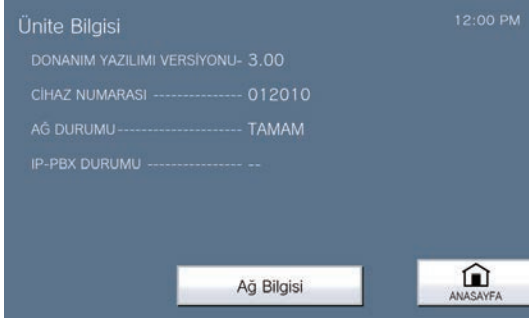 Ünite Bilgisi
12:00 PM
DONANIM YAZILIMI VERSİYONU- 3.00
CİHAZ NUMARASI --------------- 012010
AĞ DURUMU--------------------- TAMAM
IP-PBX DURUMU ---------------- --
Ağ Bilgisi
ANASAYFA